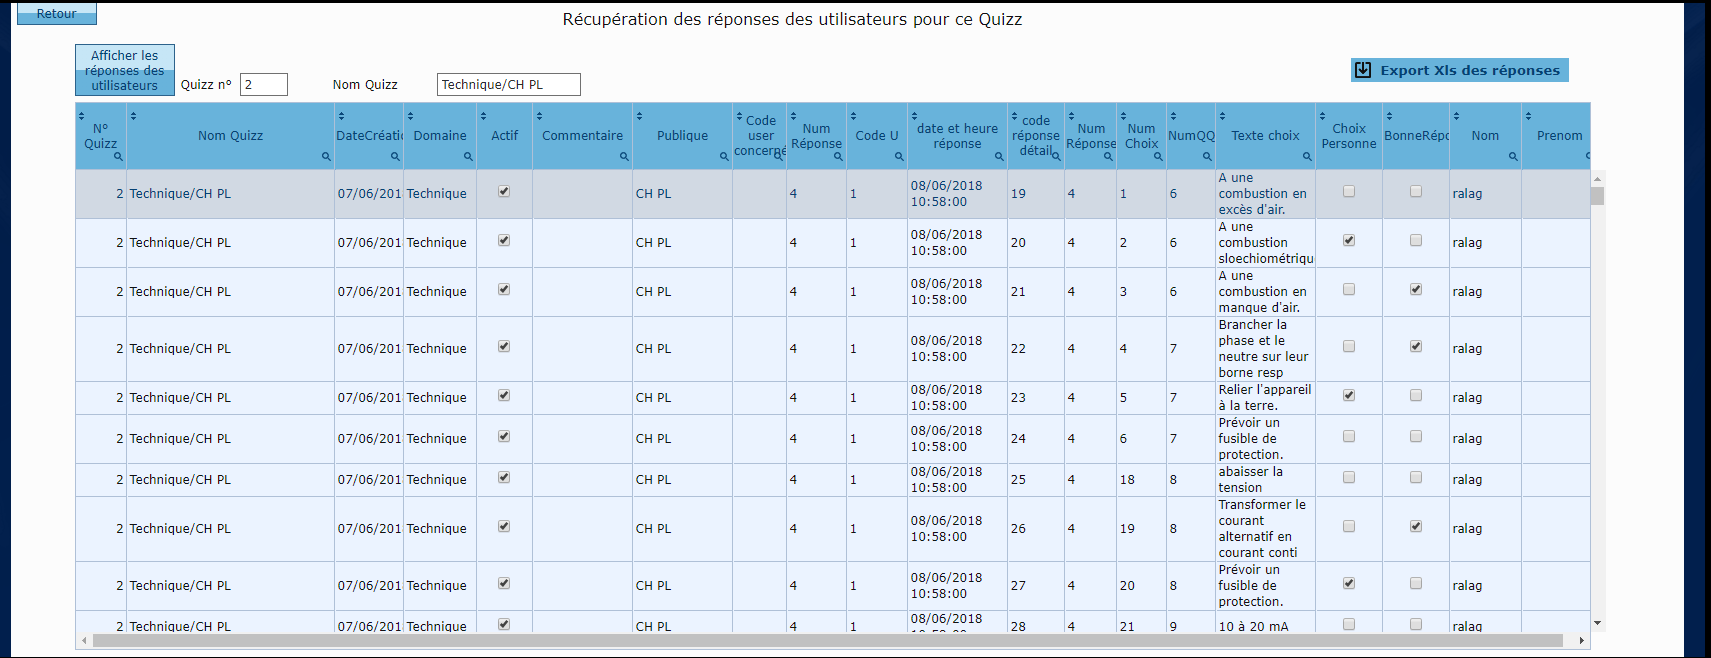 Retour
Récupération des réponses des utilisateurs pour ce Quizz
Afficher les
réponses des
utilisateurs
Quizz n° 2 Nom Quizz Technique/CH PL
Export Xls des réponses
N° Quizz Nom Quizz DateCréatio Domaine Actif Commentaire Publique Code user concerné Num Réponse Code U date et heure réponse code réponse détail Num Réponse Num Choix NumQQ Texte choix Choix Personne BonneRépo Nom Prenom
2 Technique/CH PL 07/06/201 Technique CH PL 4 1 08/06/2018 10:58:00 19 4 1 6 A une combustion en excès d'air. ralag
2 Technique/CH PL 07/06/201 Technique CH PL 4 1 08/06/2018 10:58:00 20 4 2 6 A une combustion sloechiométriqu ralag
2 Technique/CH PL 07/06/201 Technique CH PL 4 1 08/06/2018 10:58:00 21 4 3 6 A une combustion en manque d'air. ralag
2 Technique/CH PL 07/06/201 Technique CH PL 4 1 08/06/2018 10:58:00 22 4 4 7 Brancher la phase et le neutre sur leur borne resp ralag
2 Technique/CH PL 07/06/201 Technique CH PL 4 1 08/06/2018 10:58:00 23 4 5 7 Relier l'appareil à la terre. ralag
2 Technique/CH PL 07/06/201 Technique CH PL 4 1 08/06/2018 10:58:00 24 4 6 7 Prévoir un fusible de protection. ralag
2 Technique/CH PL 07/06/201 Technique CH PL 4 1 08/06/2018 10:58:00 25 4 18 8 abaisser la tension ralag
2 Technique/CH PL 07/06/201 Technique CH PL 4 1 08/06/2018 10:58:00 26 4 19 8 Transformer le courant alternatif en courant conti ralag
2 Technique/CH PL 07/06/201 Technique CH PL 4 1 08/06/2018 10:58:00 27 4 20 8 Prévoir un fusible de protection. ralag
2 Technique/CH PL 07/06/201 Technique CH PL 4 1 08/06/2018 28 4 21 9 10 à 20 mA ralag